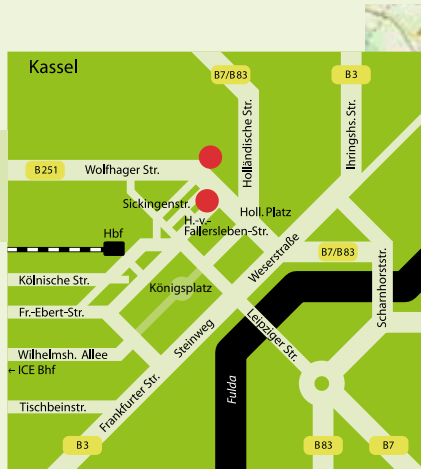 Kassel
B7/B83
B3
Holländische Str.
Ihringshs. Str.
B251
Wolfhager Str.
Sickingenstr.
Holl. Platz
H.-v.-
Fallersleben-Str.
Hbf
Weserstraße
B7/B83
Kölnische Str.
Königsplatz
Scharnhorststr.
Fr.-Ebert-Str.
Steinweg
Leipziger Str.
Wilhelmsh. Allee
← ICE Bhf
Fulda
Frankfurter Str.
Tischbeinstr.
B3
B83
B7